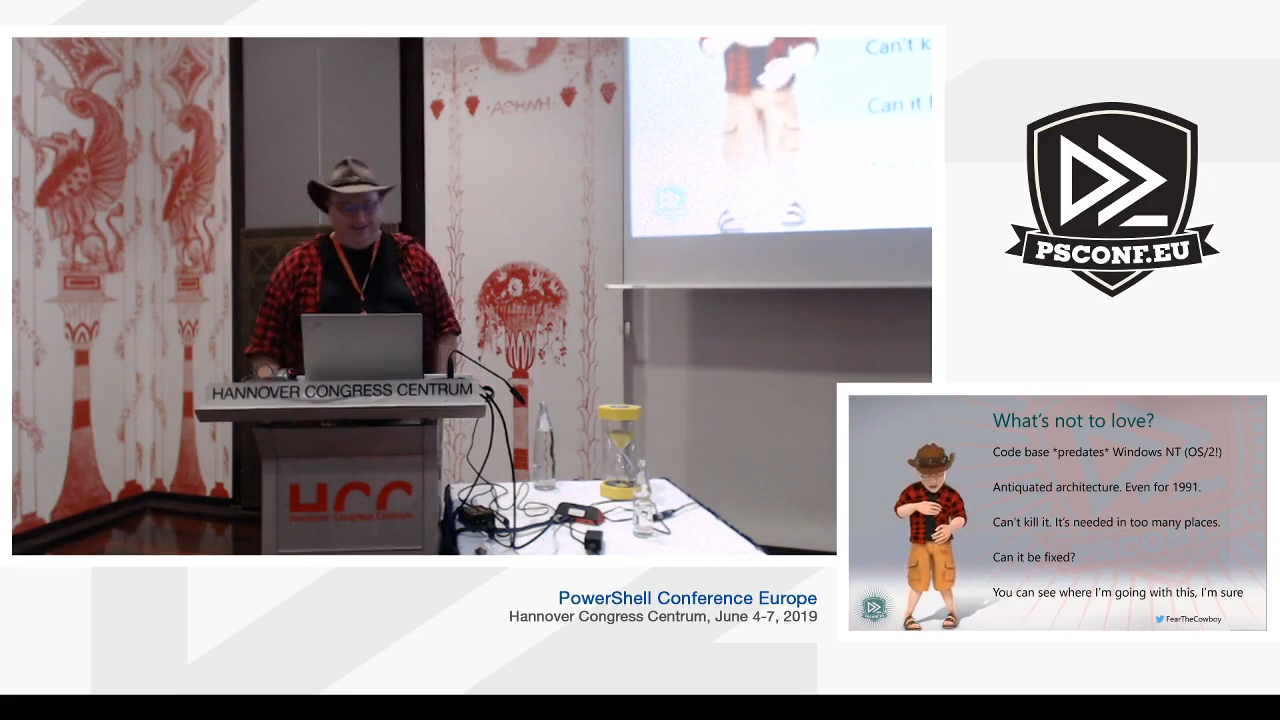 Can't k
Can it
ACHWH
HANNOVER CONGRESS CENTRUM
HCC
Hannover Congress Centrum
PSCONF.EU
What's not to love?
Code base *predates* Windows NT (OS/2!)
Antiquated architecture. Even for 1991.
Can't kill it. It's needed in too many places.
Can it be fixed?
You can see where I'm going with this, I'm sure
PSCONF.EU
FearTheCowboy
PowerShell Conference Europe
Hannover Congress Centrum, June 4-7, 2019